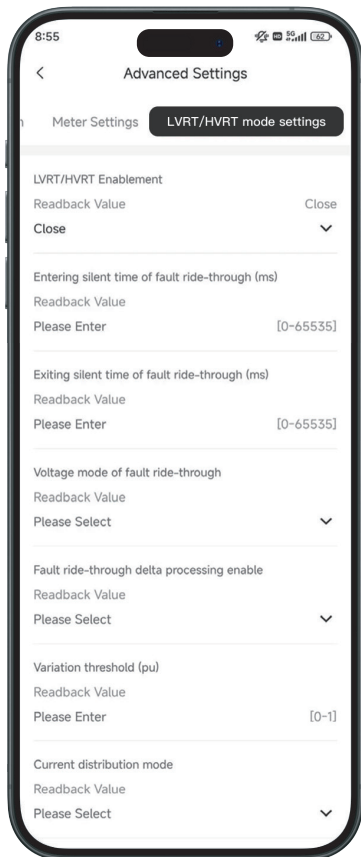 8:55
HD 5G 62
Advanced Settings
Meter Settings LVRT/HVRT mode settings
LVRT/HVRT Enablement
Readback Value Close
Close
Entering silent time of fault ride-through (ms)
Readback Value
Please Enter [0-65535]
Exiting silent time of fault ride-through (ms)
Readback Value
Please Enter [0-65535]
Voltage mode of fault ride-through
Readback Value
Please Select
Fault ride-through delta processing enable
Readback Value
Please Select
Variation threshold (pu)
Readback Value
Please Enter [0-1]
Current distribution mode
Readback Value
Please Select